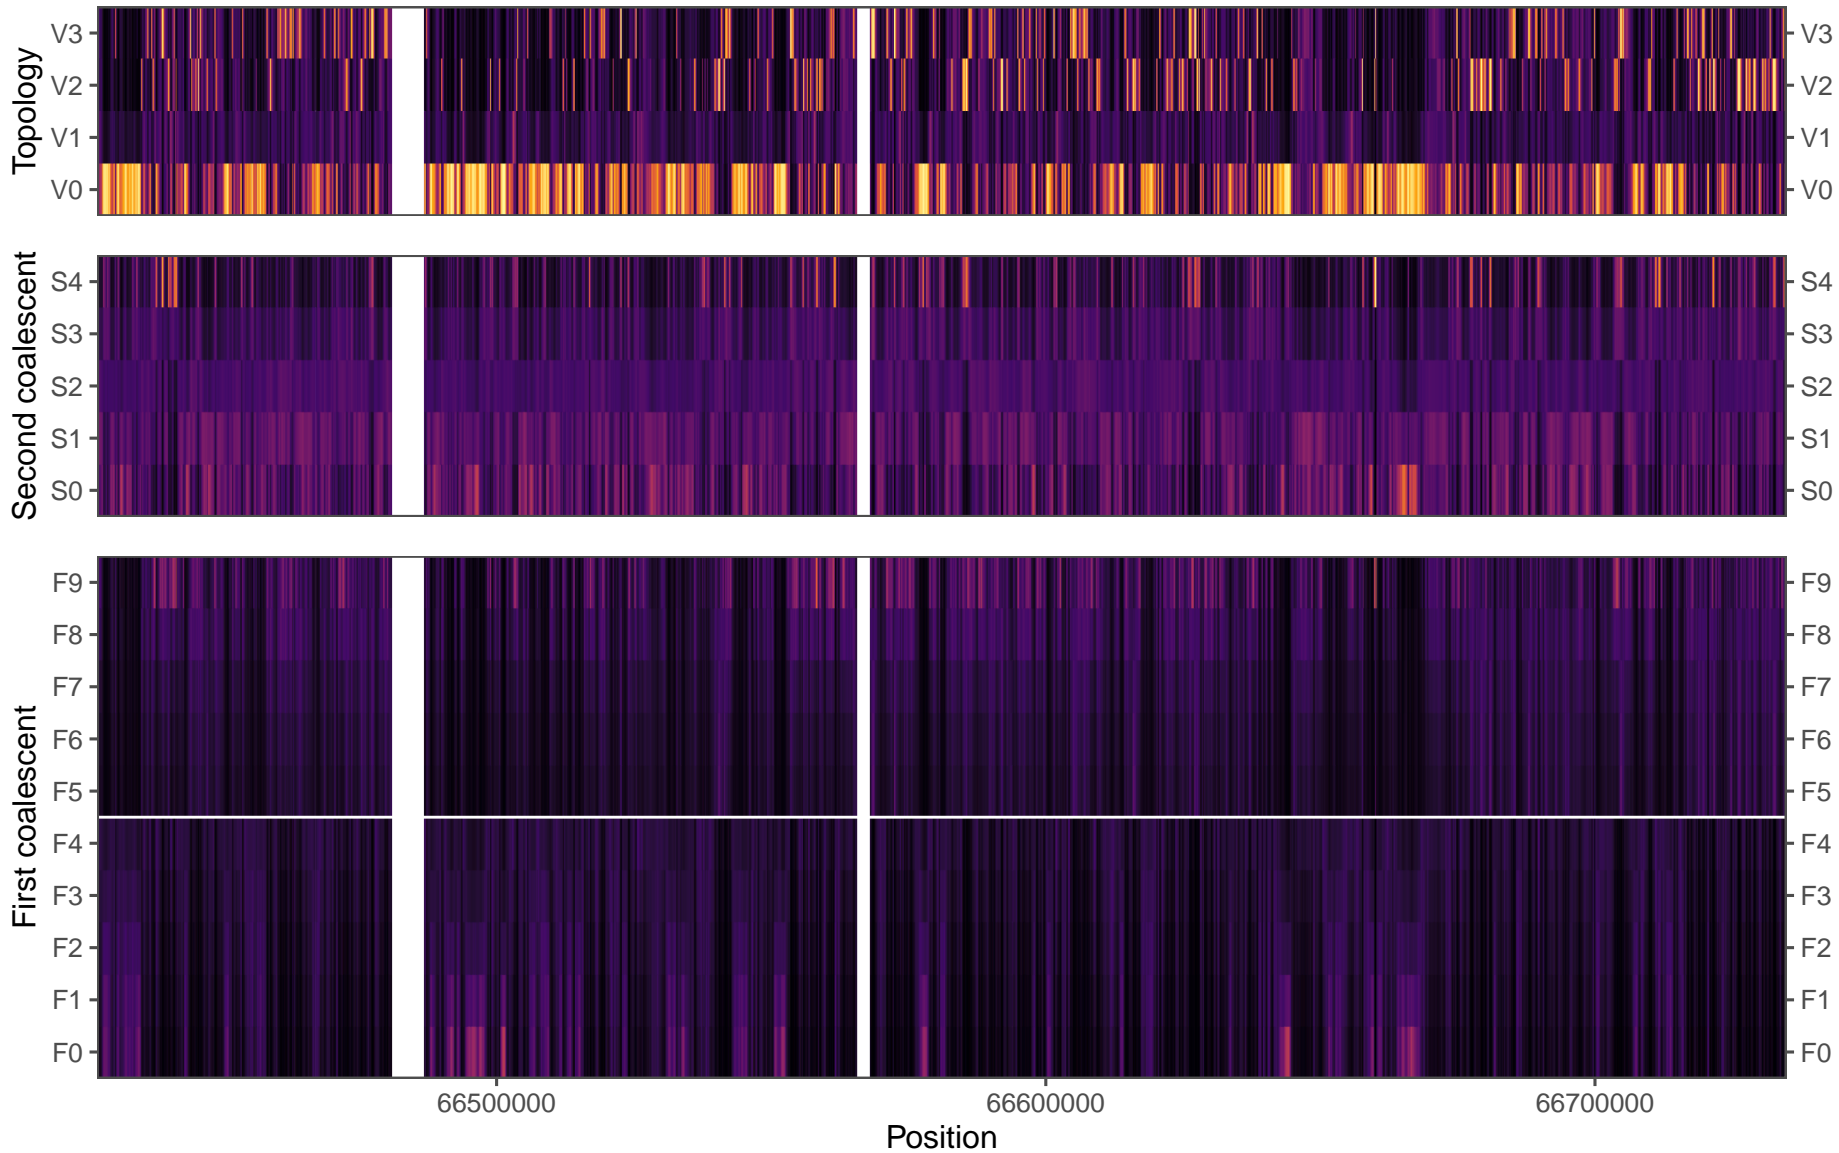 Topology
V3
V2
V1
V0
V3
V2
V1
V0
Second coalescent
S4
S3
S2
S1
S0
S4
S3
S2
S1
S0
First coalescent
F9
F8
F7
F6
F5
F4
F3
F2
F1
F0
F9
F8
F7
F6
F5
F4
F3
F2
F1
F0
66500000
66600000
66700000
Position